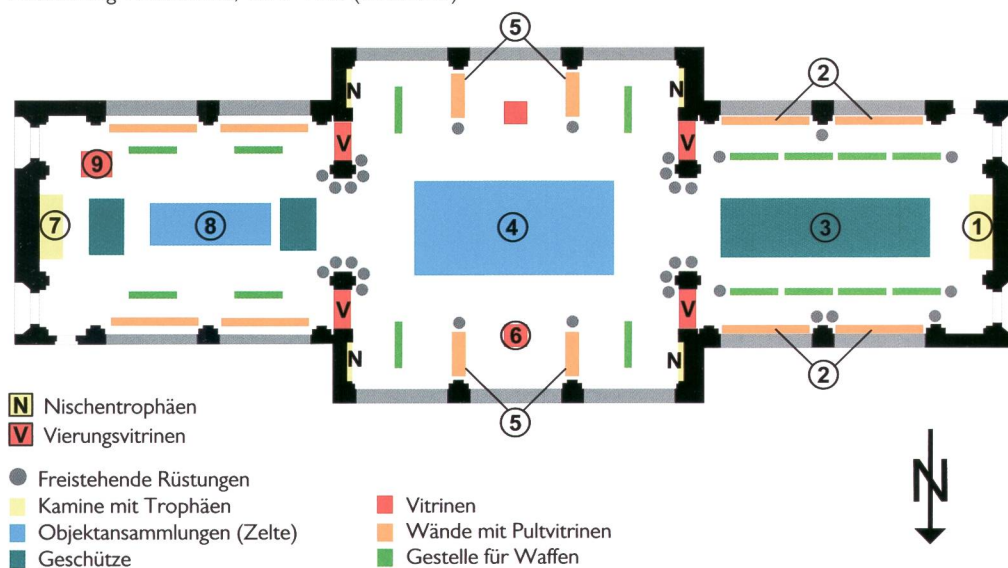 5
2
N
N
V
V
9
7
8
4
3
1
V
V
6
N
N
2
5
N Nischentrophäen
V Vierungsvitrinen
Freistehende Rüstungen
Kamine mit Trophäen
Objektansammlungen (Zelte)
Geschütze
Vitrinen
Wände mit Pultvitrinen
Gestelle für Waffen
N